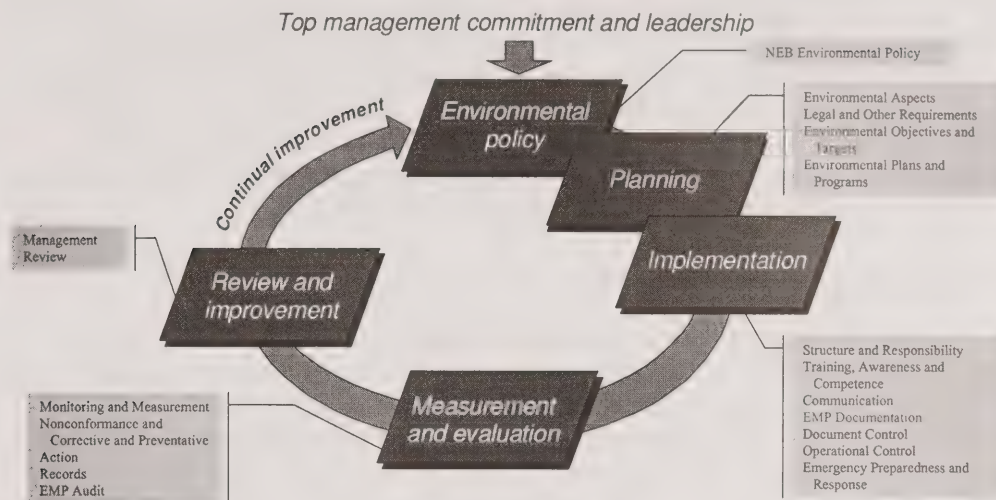 Top management commitment and leadership
NEB Environmental Policy
Environmental
policy
Environmental Aspects
Legal and Other Requirements
Environmental Objectives and
Targets
Environmental Plans and
Programs
Planning
Continual improvement
Implementation
Management
Review
Review and
improvement
Structure and Responsibility
Training, Awareness and
Competence
Communication
EMP Documentation
Document Control
Operational Control
Emergency Preparedness and
Response
Measurement
and evaluation
Monitoring and Measurement
Nonconformance and
Corrective and Preventative
Action
Records
EMP Audit